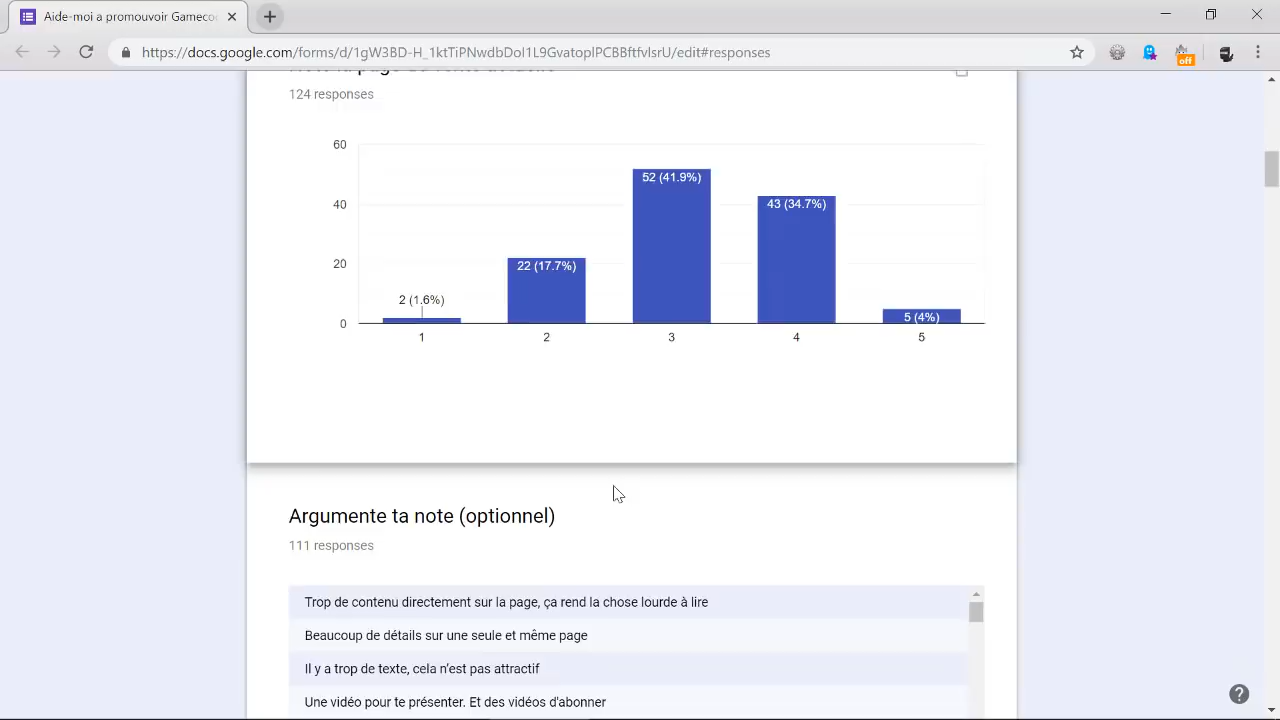 Aide-moi a promouvoir Gameco
https://docs.google.com/forms/d/1gW3BD-H_1ktTiPNwdbDol1L9GvatoplPCBBftfvlsrU/edit#responses
off
124 responses
60
40
20
0
2 (1.6%)
22 (17.7%)
52 (41.9%)
43 (34.7%)
5 (4%)
1
2
3
4
5
Argumente ta note (optionnel)
111 responses
Trop de contenu directement sur la page, ça rend la chose lourde à lire
Beaucoup de détails sur une seule et même page
Il y a trop de texte, cela n'est pas attractif
Une vidéo pour te présenter. Et des vidéos d'abonner